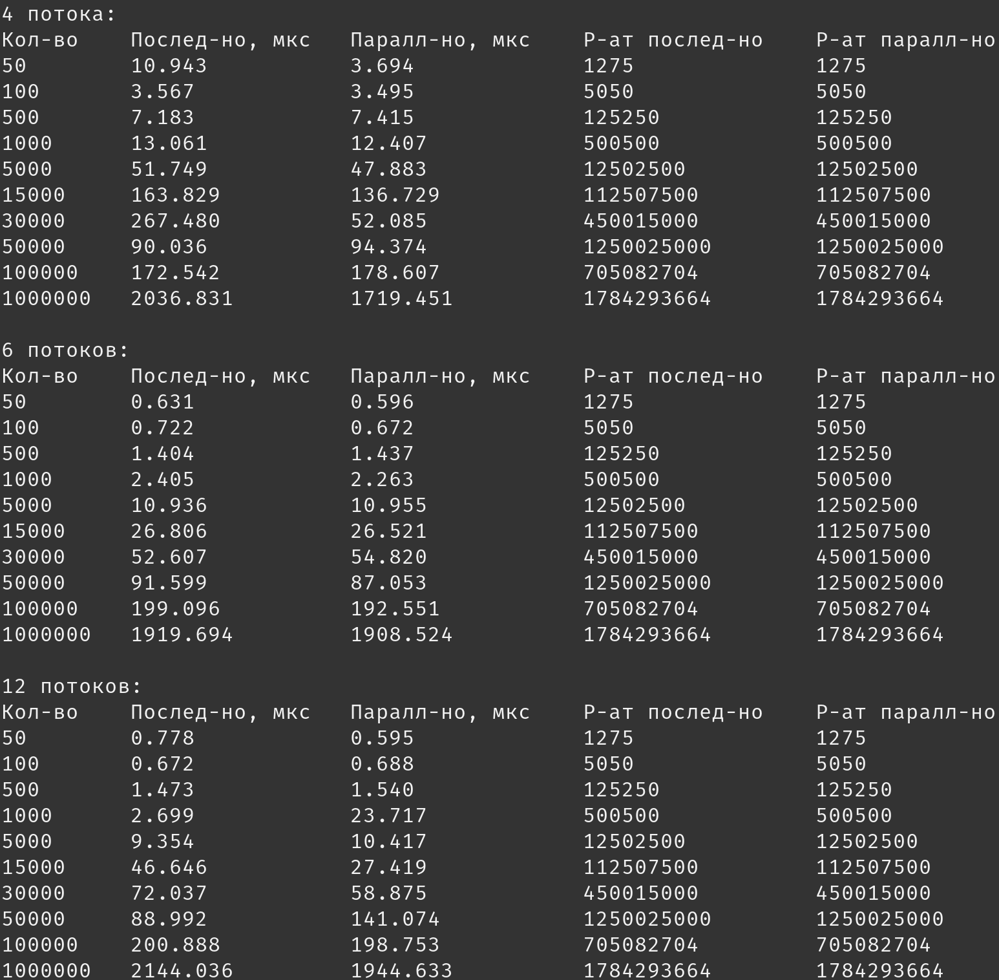 4 потока:
Кол-во Послед-но, мкс Паралл-но, мкс Р-ат послед-но Р-ат паралл-но
50 10.943 3.694 1275 1275
100 3.567 3.495 5050 5050
500 7.183 7.415 125250 125250
1000 13.061 12.407 500500 500500
5000 51.749 47.883 12502500 12502500
15000 163.829 136.729 112507500 112507500
30000 267.480 52.085 450015000 450015000
50000 90.036 94.374 1250025000 1250025000
100000 172.542 178.607 705082704 705082704
1000000 2036.831 1719.451 1784293664 1784293664
6 потоков:
Кол-во Послед-но, мкс Паралл-но, мкс Р-ат послед-но Р-ат паралл-но
50 0.631 0.596 1275 1275
100 0.722 0.672 5050 5050
500 1.404 1.437 125250 125250
1000 2.405 2.263 500500 500500
5000 10.936 10.955 12502500 12502500
15000 26.806 26.521 112507500 112507500
30000 52.607 54.820 450015000 450015000
50000 91.599 87.053 1250025000 1250025000
100000 199.096 192.551 705082704 705082704
1000000 1919.694 1908.524 1784293664 1784293664
12 потоков:
Кол-во Послед-но, мкс Паралл-но, мкс Р-ат послед-но Р-ат паралл-но
50 0.778 0.595 1275 1275
100 0.672 0.688 5050 5050
500 1.473 1.540 125250 125250
1000 2.699 23.717 500500 500500
5000 9.354 10.417 12502500 12502500
15000 46.646 27.419 112507500 112507500
30000 72.037 58.875 450015000 450015000
50000 88.992 141.074 1250025000 1250025000
100000 200.888 198.753 705082704 705082704
1000000 2144.036 1944.633 1784293664 1784293664